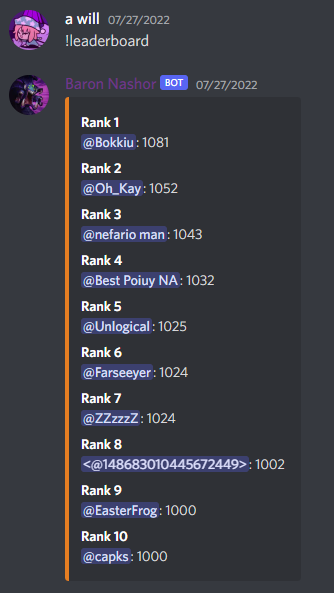 a will 07/27/2022
!leaderboard
Baron Nashor BOT 07/27/2022
Rank 1
@Bokkiu: 1081
Rank 2
@Oh_Kay: 1052
Rank 3
@nefario man: 1043
Rank 4
@Best Poiuy NA: 1032
Rank 5
@Unlogical: 1025
Rank 6
@Farseeyer: 1024
Rank 7
@ZZzzzZ: 1024
Rank 8
<@148683010445672449>: 1002
Rank 9
@EasterFrog: 1000
Rank 10
@capks: 1000